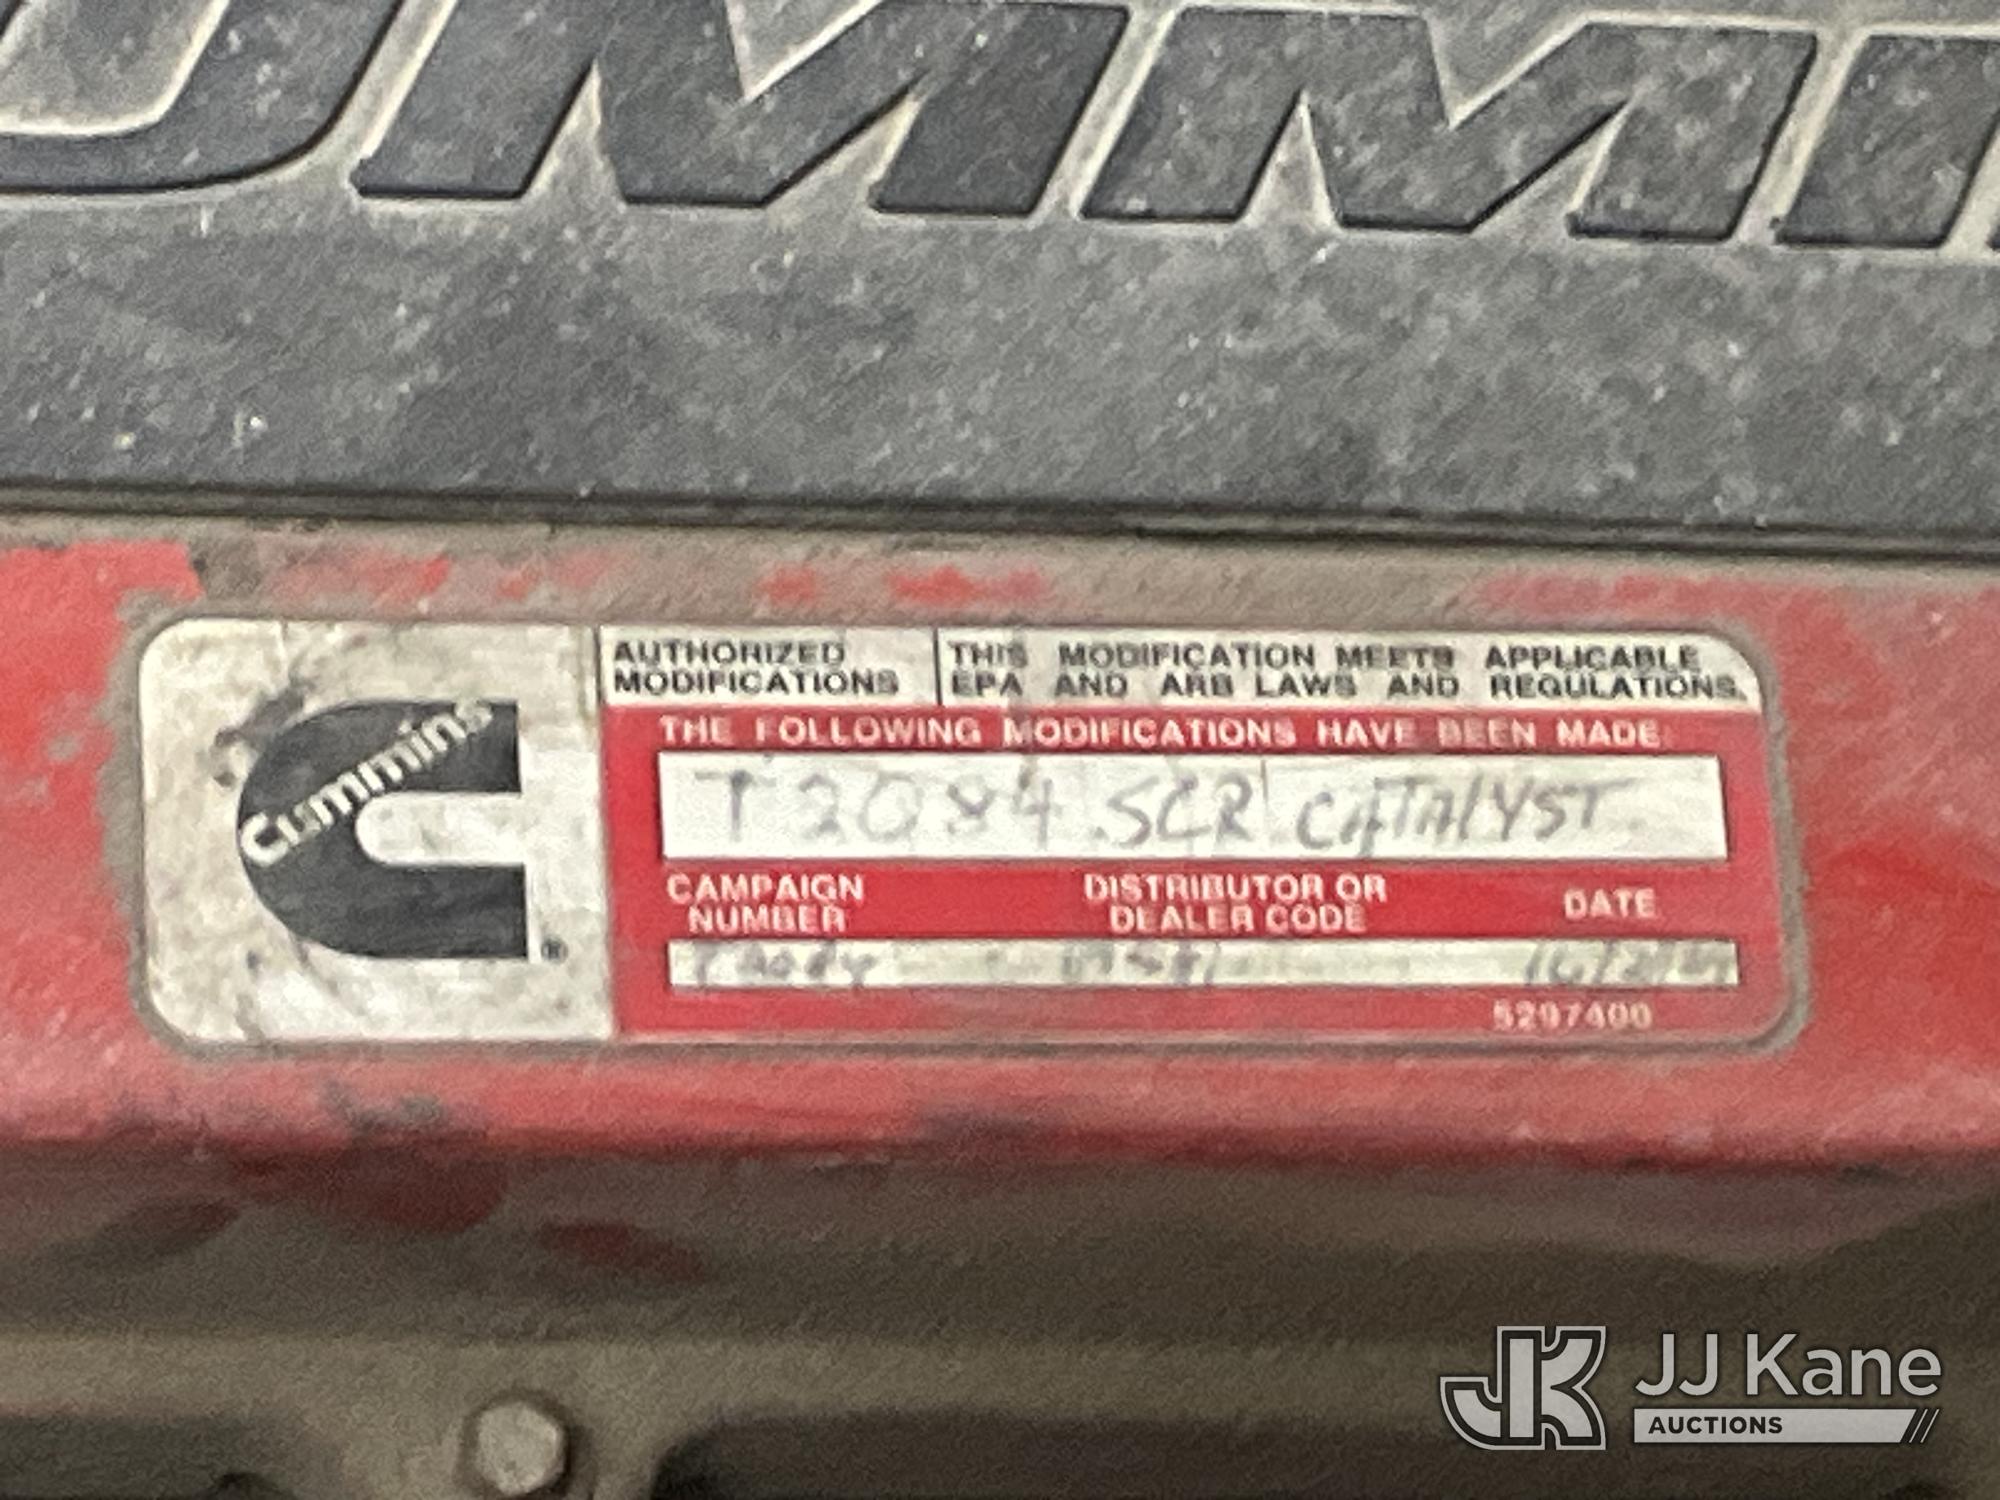 Cummins
®
AUTHORIZED MODIFICATIONS
THIS MODIFICATION MEETS APPLICABLE
EPA AND ARB LAWS AND REGULATIONS.
THE FOLLOWING MODIFICATIONS HAVE BEEN MADE:
T2084 SCR CATAlYST
CAMPAIGN NUMBER
DISTRIBUTOR OR DEALER CODE
DATE
5297400
JK JJ Kane
AUCTIONS